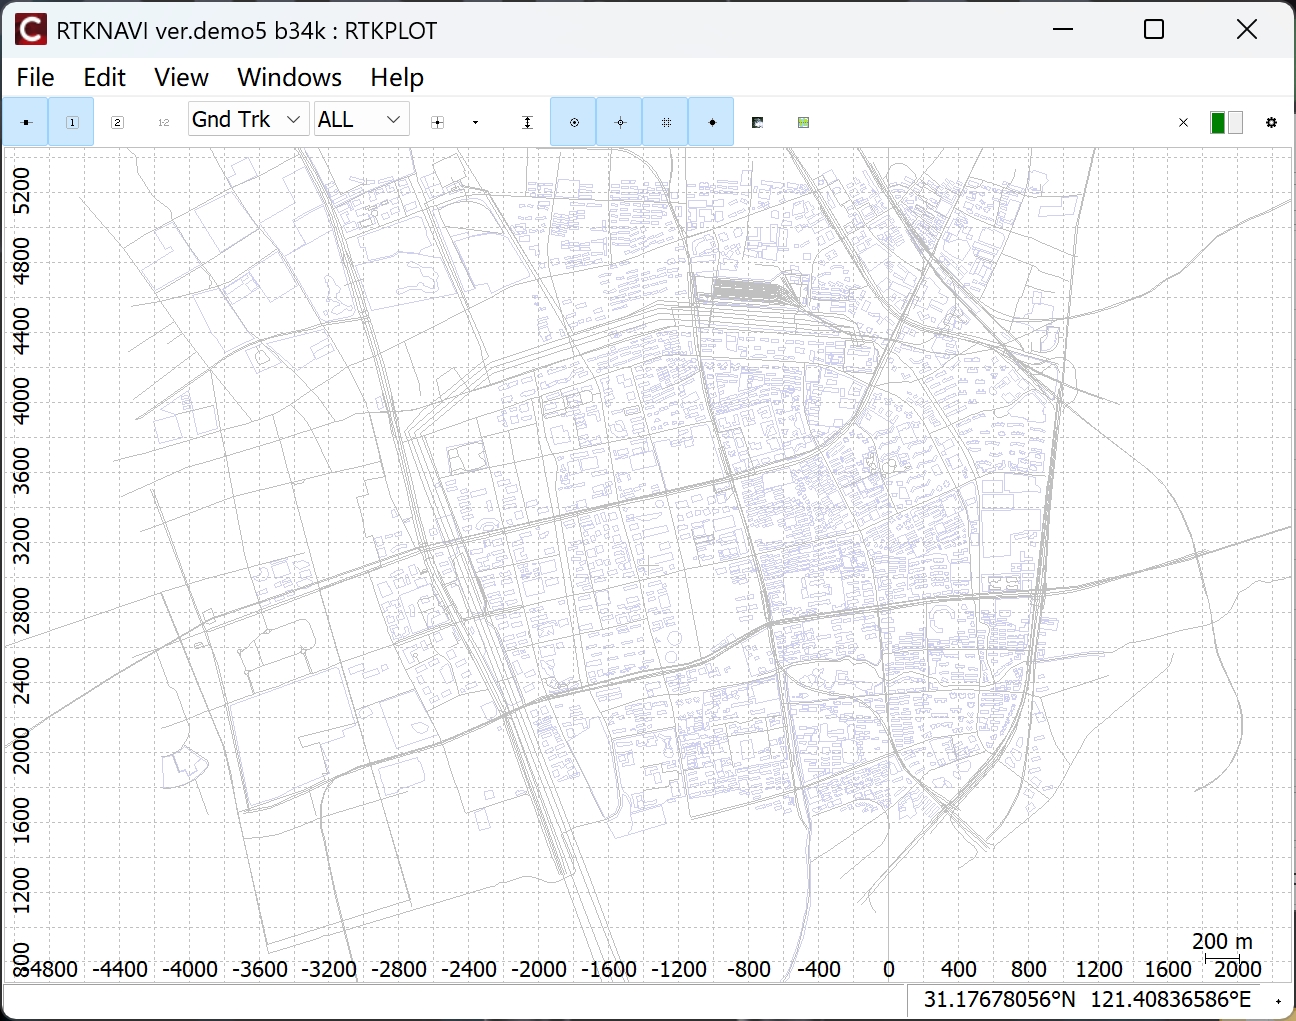 RTKNAVI ver.demo5 b34k : RTKPLOT
File Edit View Windows Help
1 2 1-2 Gnd Trk ALL
5200
4800
4400
4000
3600
3200
2800
2400
2000
1600
1200
800
200 m
-4800 -4400 -4000 -3600 -3200 -2800 -2400 -2000 -1600 -1200 -800 -400 0 400 800 1200 1600 2000
31.17678056°N 121.40836586°E